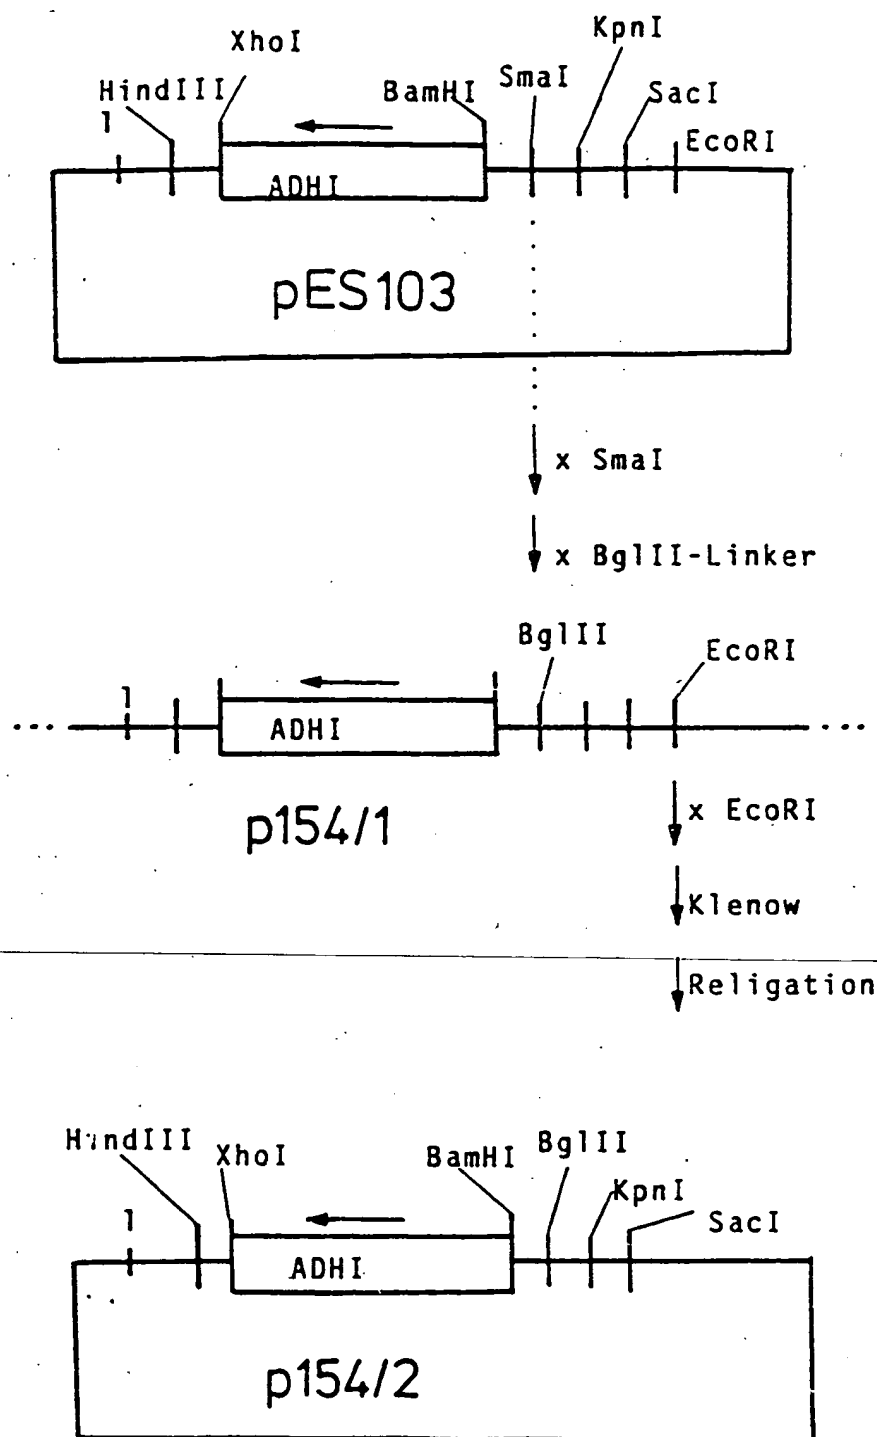 XhoI
KpnI
HindIII
BamHI
SmaI
SacI
1
EcoRI
ADHI
pES103
x SmaI
x BglII-Linker
BglII
EcoRI
1
ADHI
p154/1
x EcoRI
Klenow
Religation
HindIII
XhoI
BamHI
BglII
KpnI
1
SacI
ADHI
p154/2